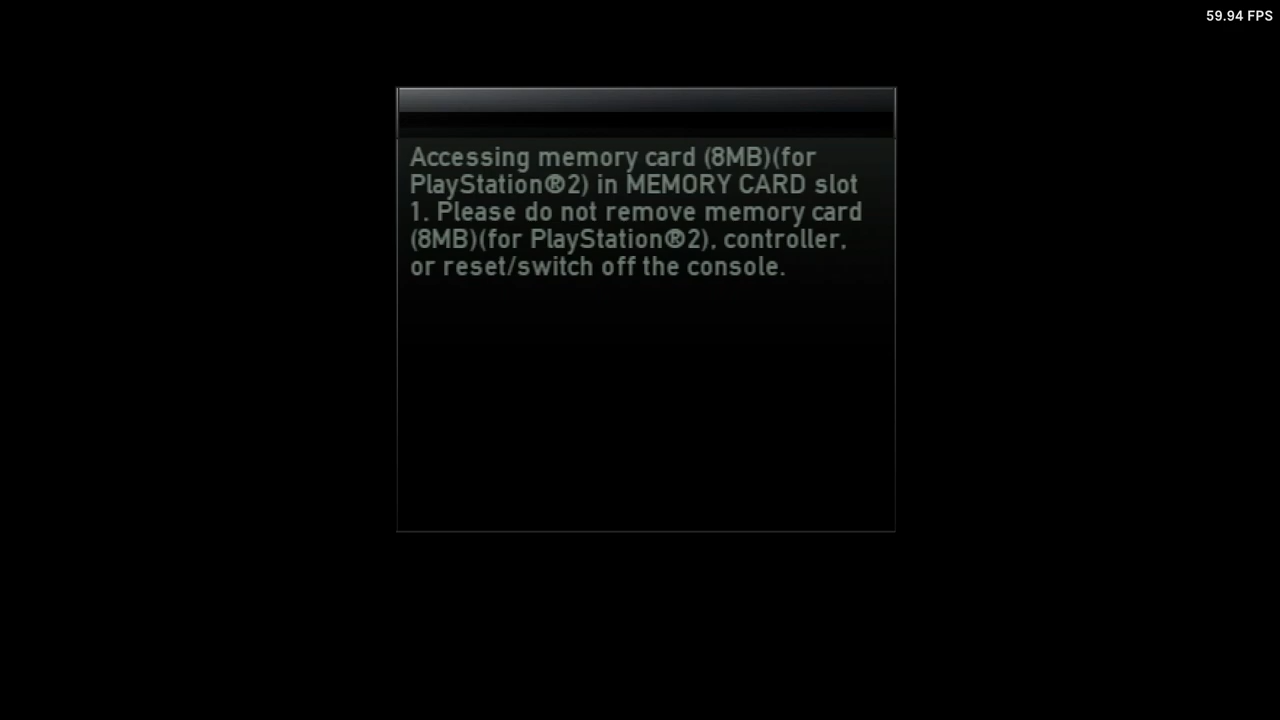 59.94 FPS
Accessing memory card (8MB)(for
PlayStation®2) in MEMORY CARD slot
1. Please do not remove memory card
(8MB)(for PlayStation®2), controller,
or reset/switch off the console.